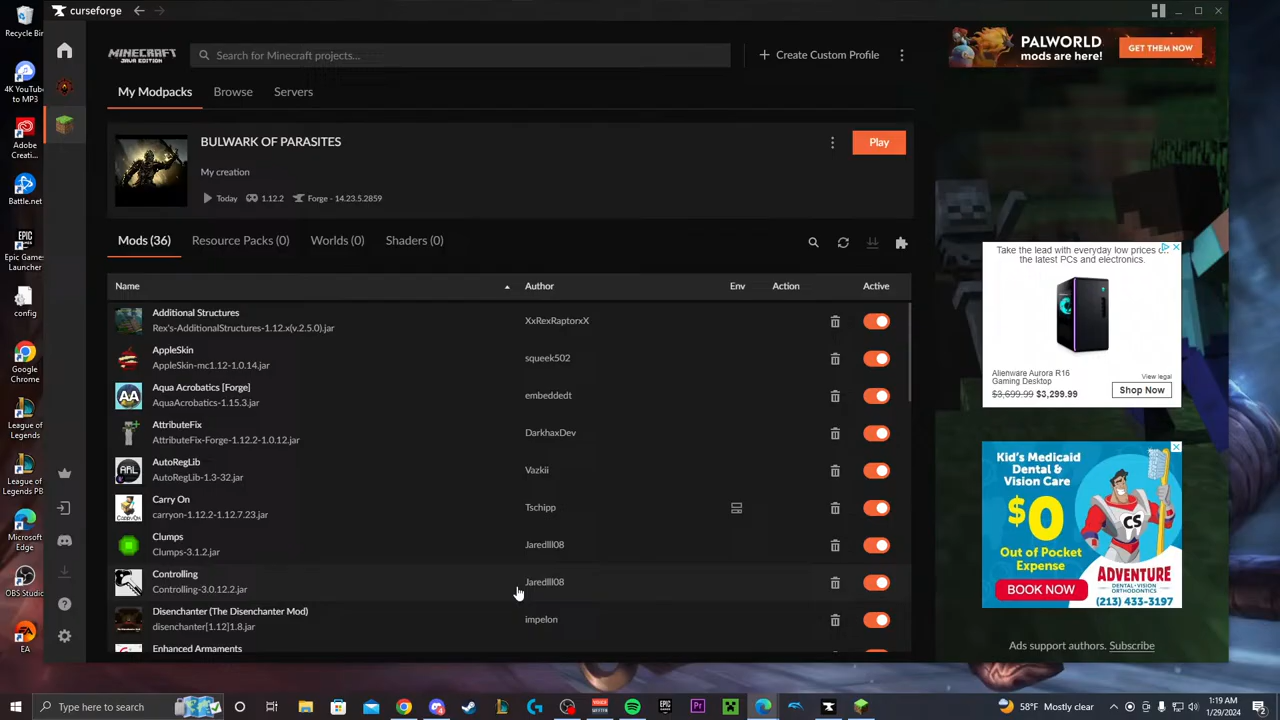 Recycle Bin
4K YouTube
to MP3
Adobe
Creati...
Battle.net
Epic Games
Launcher
config
Google
Chrome
League of
Legends
League of
Legends PBE
Microsoft
Edge
OBS Studio
EA
curseforge
MINECRAFT
JAVA EDITION
Search for Minecraft projects...
Create Custom Profile
My Modpacks
Browse
Servers
BULWARK OF PARASITES
Play
My creation
Today 1.12.2 Forge - 14.23.5.2859
Mods (36) Resource Packs (0) Worlds (0) Shaders (0)
Name Author Env Action Active
Additional Structures
Rex's-AdditionalStructures-1.12.x(v.2.5.0).jar
XxRexRaptorxX
AppleSkin
AppleSkin-mc1.12-1.0.14.jar
squeek502
Aqua Acrobatics [Forge]
AquaAcrobatics-1.15.3.jar
embeddedt
AttributeFix
AttributeFix-Forge-1.12.2-1.0.12.jar
DarkhaxDev
AutoRegLib
AutoRegLib-1.3-32.jar
Vazkii
Carry On
carryon-1.12.2-1.12.7.23.jar
Tschipp
Clumps
Clumps-3.1.2.jar
Jaredlll08
Controlling
Controlling-3.0.12.2.jar
Jaredlll08
Disenchanter (The Disenchanter Mod)
disenchanter[1.12]1.8.jar
impelon
Enhanced Armaments
PALWORLD
mods are here!
GET THEM NOW
Take the lead with everyday low prices on
the latest PCs and electronics.
Alienware Aurora R16
Gaming Desktop
$3,699.99 $3,299.99
View legal
Shop Now
Kid's Medicaid
Dental &
Vision Care
$0
Out of Pocket
Expense
BOOK NOW
CS
ADVENTURE
DENTAL · VISION
ORTHODONTICS
(213) 433-3197
Ads support authors. Subscribe
Type here to search
58°F Mostly clear
1:19 AM
1/29/2024